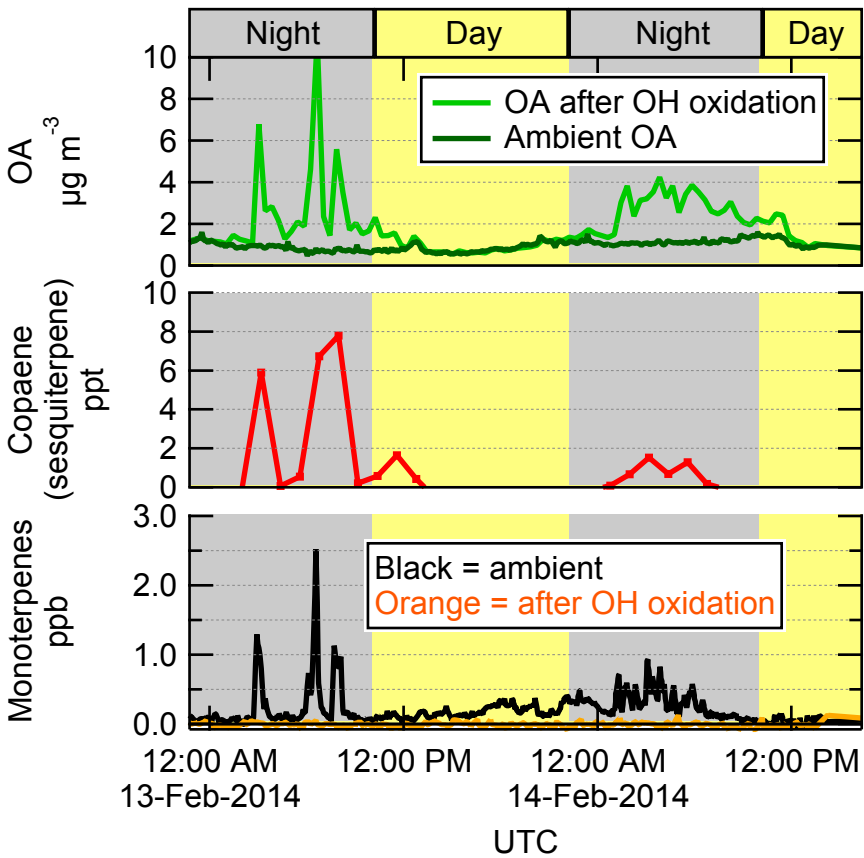 Night Day Night Day
10
8
6
4
2
0
OA
µg m-3
OA after OH oxidation
Ambient OA
10
8
6
4
2
0
Copaene
(sesquiterpene)
ppt
3.0
2.0
1.0
0.0
Monoterpenes
ppb
Black = ambient
Orange = after OH oxidation
12:00 AM 12:00 PM 12:00 AM 12:00 PM
13-Feb-2014 14-Feb-2014
UTC